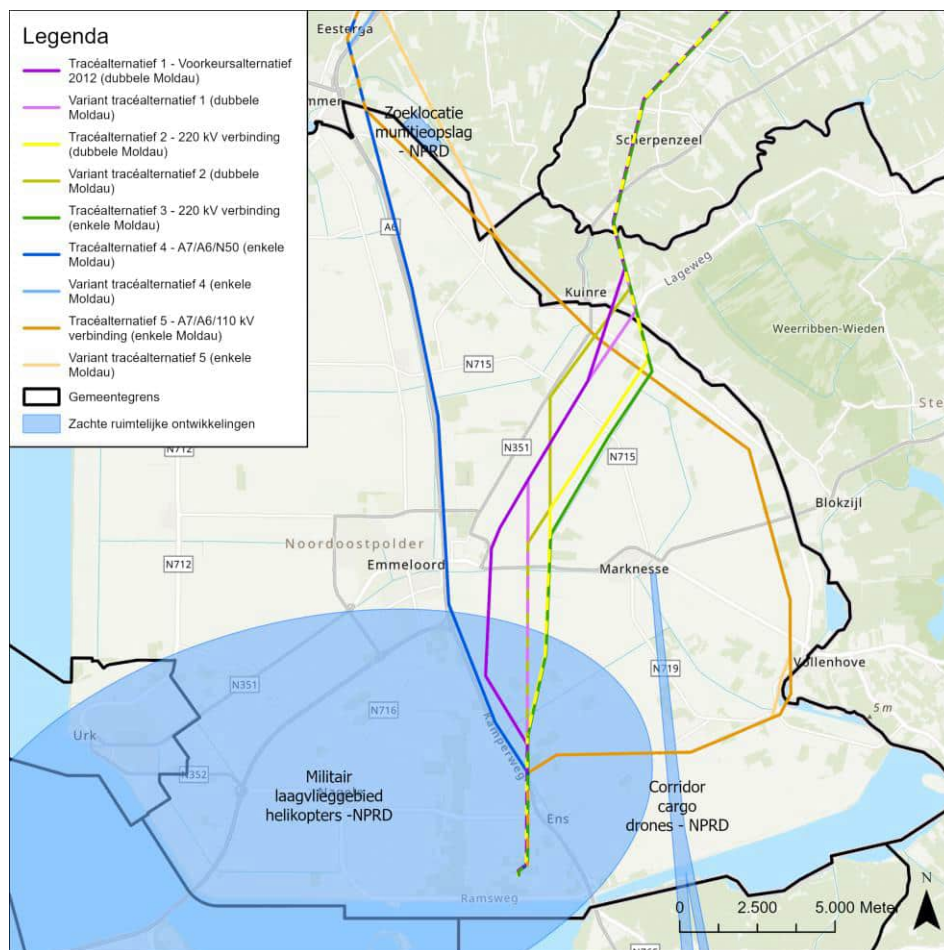 Legenda
Tracéalternatief 1 - Voorkeursalternatief
2012 (dubbele Moldau)
Variant tracéalternatief 1 (dubbele
Moldau)
Tracéalternatief 2 - 220 kV verbinding
(dubbele Moldau)
Variant tracéalternatief 2 (dubbele
Moldau)
Tracéalternatief 3 - 220 kV verbinding
(enkele Moldau)
Tracéalternatief 4 - A7/A6/N50 (enkele
Moldau)
Variant tracéalternatief 4 (enkele
Moldau)
Tracéalternatief 5 - A7/A6/110 kV
verbinding (enkele Moldau)
Variant tracéalternatief 5 (enkele
Moldau)
Gemeentegrens
Zachte ruimtelijke ontwikkelingen
Eesterga
mmer
Zoeklocatie
munitieopslag
- NPRD
Scherpenzeel
A6
Lageweg
Kuinre
Weerribben-Wieden
N715
Ste
N351
N715
N712
Blokzijl
Noordoostpolder
Emmeloord
N712
Marknesse
Vollenhove
N351
N719
N716
5 m
Urk
Kamperweg
N352
Militair
laagvlieggebied
helikopters -NPRD
Corridor
cargo
drones - NPRD
Ens
Ramsweg
N
0 2.500 5.000 Meter